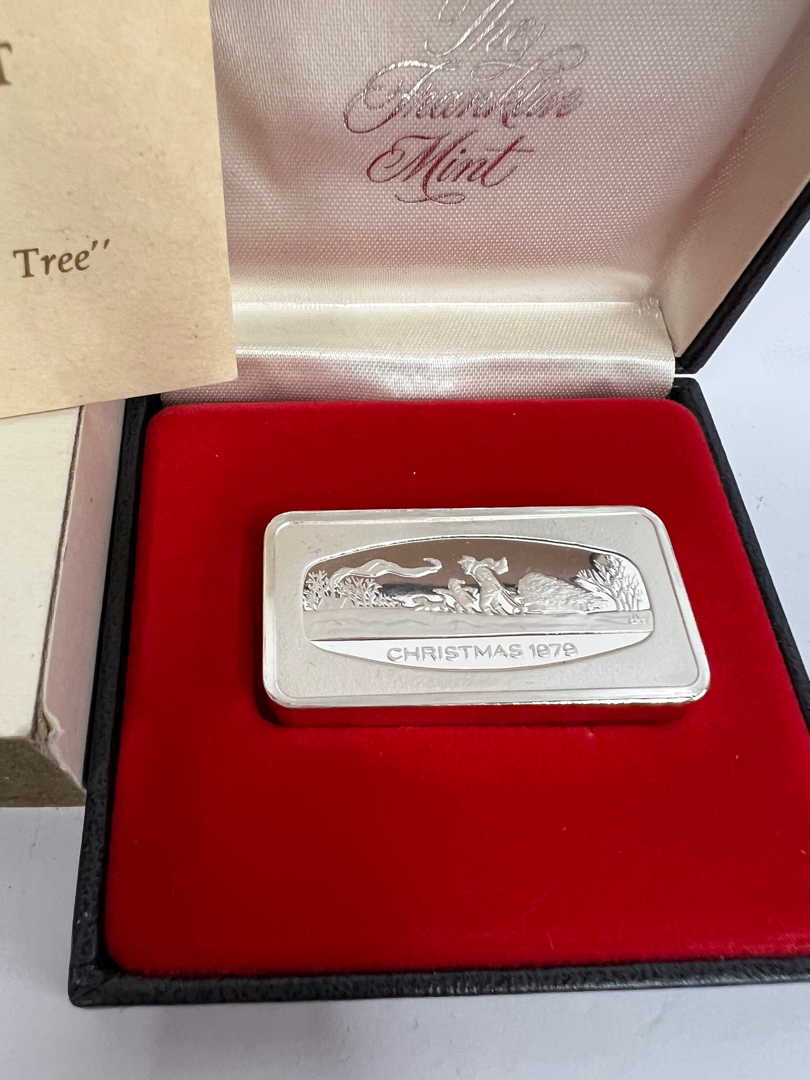 T
Tree”
The
Franklin
Mint
CHRISTMAS 1979